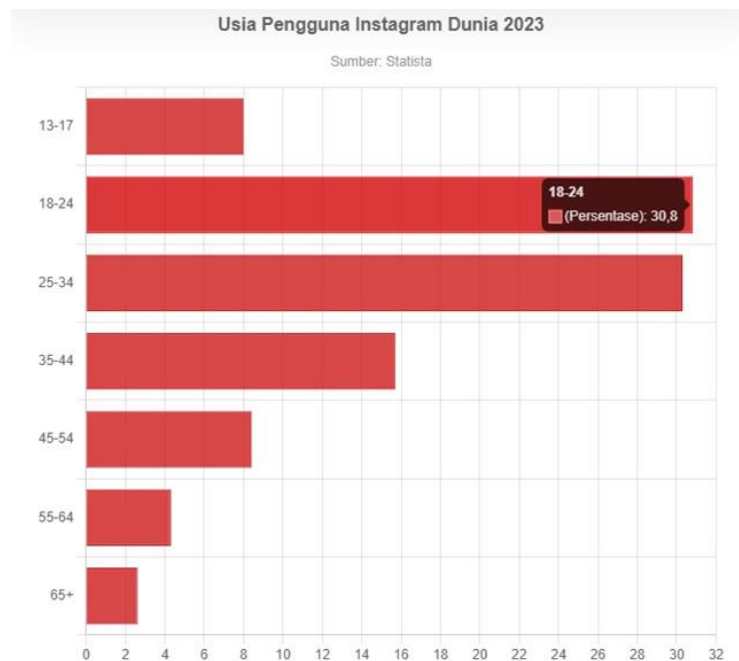 Usia Pengguna Instagram Dunia 2023
Sumber: Statista
13-17
18-24
18-24
(Persentase): 30,8
25-34
35-44
45-54
55-64
65+
0 2 4 6 8 10 12 14 16 18 20 22 24 26 28 30 32